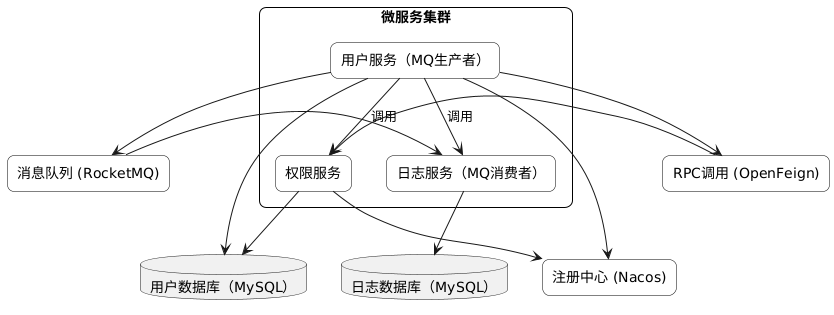 微服务集群
用户服务（MQ生产者）
调用
调用
消息队列 (RocketMQ)
权限服务
日志服务（MQ消费者）
RPC调用 (OpenFeign)
用户数据库（MySQL）
日志数据库（MySQL）
注册中心 (Nacos)